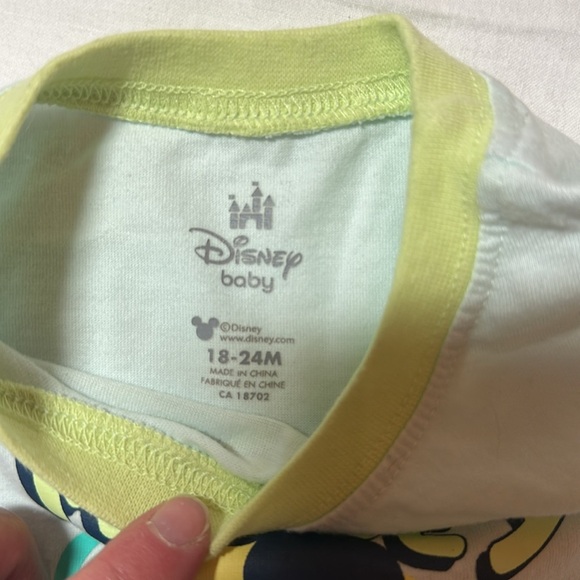 Disney
baby
©Disney
www.disney.com
18-24M
MADE IN CHINA
FABRIQUÉ EN CHINE
CA 18702